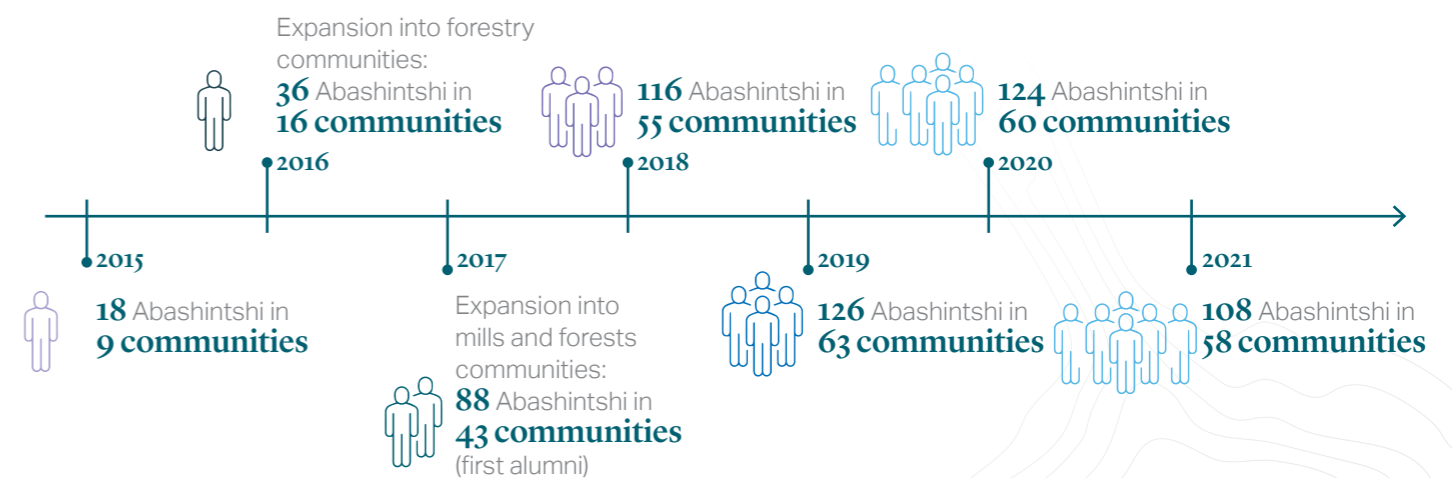 Expansion into forestry
communities:
36 Abashintshi in
16 communities
2016
116 Abashintshi in
55 communities
2018
124 Abashintshi in
60 communities
2020
2015
18 Abashintshi in
9 communities
2017
Expansion into
mills and forests
communities:
88 Abashintshi in
43 communities
(first alumni)
2019
126 Abashintshi in
63 communities
2021
108 Abashintshi in
58 communities